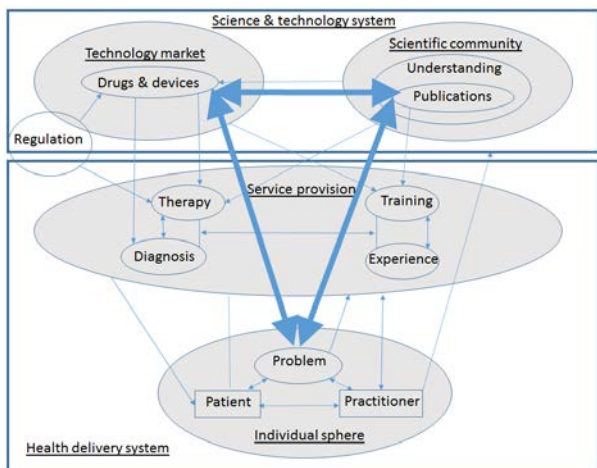 Science & technology system
Technology market
Scientific community
Drugs & devices
Understanding
Publications
Regulation
Service provision
Therapy
Training
Diagnosis
Experience
Problem
Patient
Practitioner
Individual sphere
Health delivery system